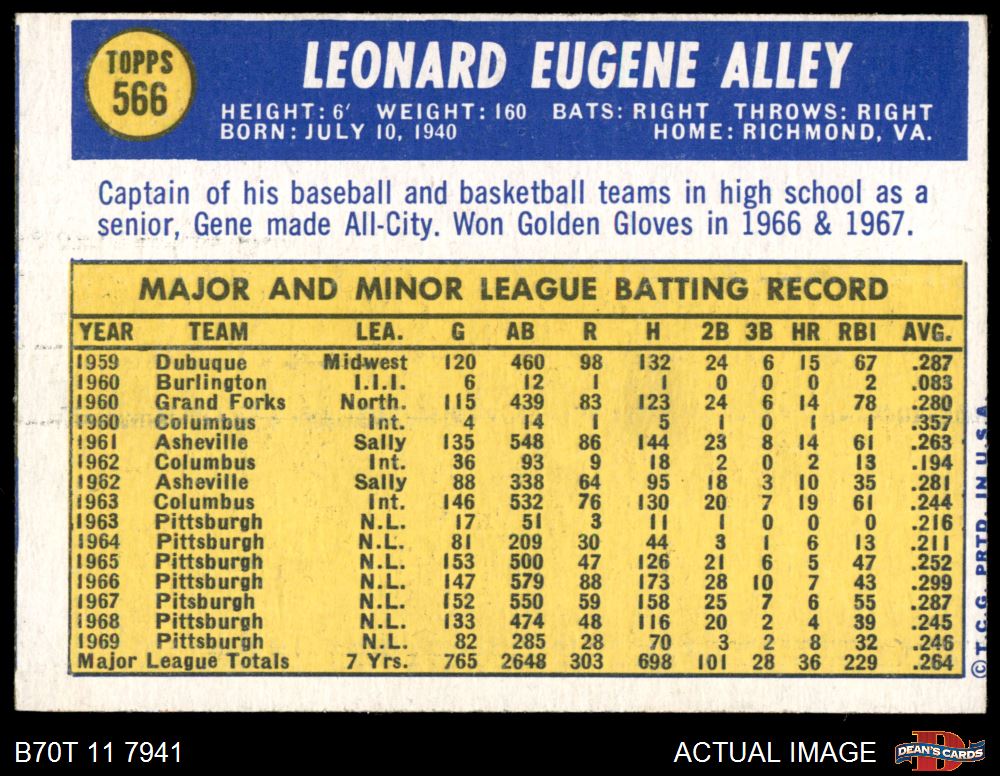 TOPPS
566
LEONARD EUGENE ALLEY
HEIGHT: 6' WEIGHT: 160 BATS: RIGHT THROWS: RIGHT
BORN: JULY 10, 1940 HOME: RICHMOND, VA.
Captain of his baseball and basketball teams in high school as a
senior, Gene made All-City. Won Golden Gloves in 1966 & 1967.
MAJOR AND MINOR LEAGUE BATTING RECORD
YEAR TEAM LEA. G AB R H 2B 3B HR RBI AVG.
1959 Dubuque Midwest 120 460 98 132 24 6 15 67 .287
1960 Burlington I.I.I. 6 12 1 1 0 0 0 2 .083
1960 Grand Forks North. 115 439 83 123 24 6 14 78 .280
1960 Columbus Int. 4 14 1 5 1 0 1 1 .357
1961 Asheville Sally 135 548 86 144 23 8 14 61 .263
1962 Columbus Int. 36 93 9 18 2 0 2 13 .194
1962 Asheville Sally 88 338 64 95 18 3 10 35 .281
1963 Columbus Int. 146 532 76 130 20 7 19 61 .244
1963 Pittsburgh N.L. 17 51 3 11 1 0 0 0 .216
1964 Pittsburgh N.L. 81 209 30 44 3 1 6 13 .211
1965 Pittsburgh N.L. 153 500 47 126 21 6 5 47 .252
1966 Pittsburgh N.L. 147 579 88 173 28 10 7 43 .299
1967 Pitsburgh N.L. 152 550 59 158 25 7 6 55 .287
1968 Pittsburgh N.L. 133 474 48 116 20 2 4 39 .245
1969 Pittsburgh N.L. 82 285 28 70 3 2 8 32 .246
Major League Totals 7 Yrs. 765 2648 303 698 101 28 36 229 .264
© T.C.G. PRTD. IN U.S.A.
B70T 11 7941 ACTUAL IMAGE
DEAN'S CARDS